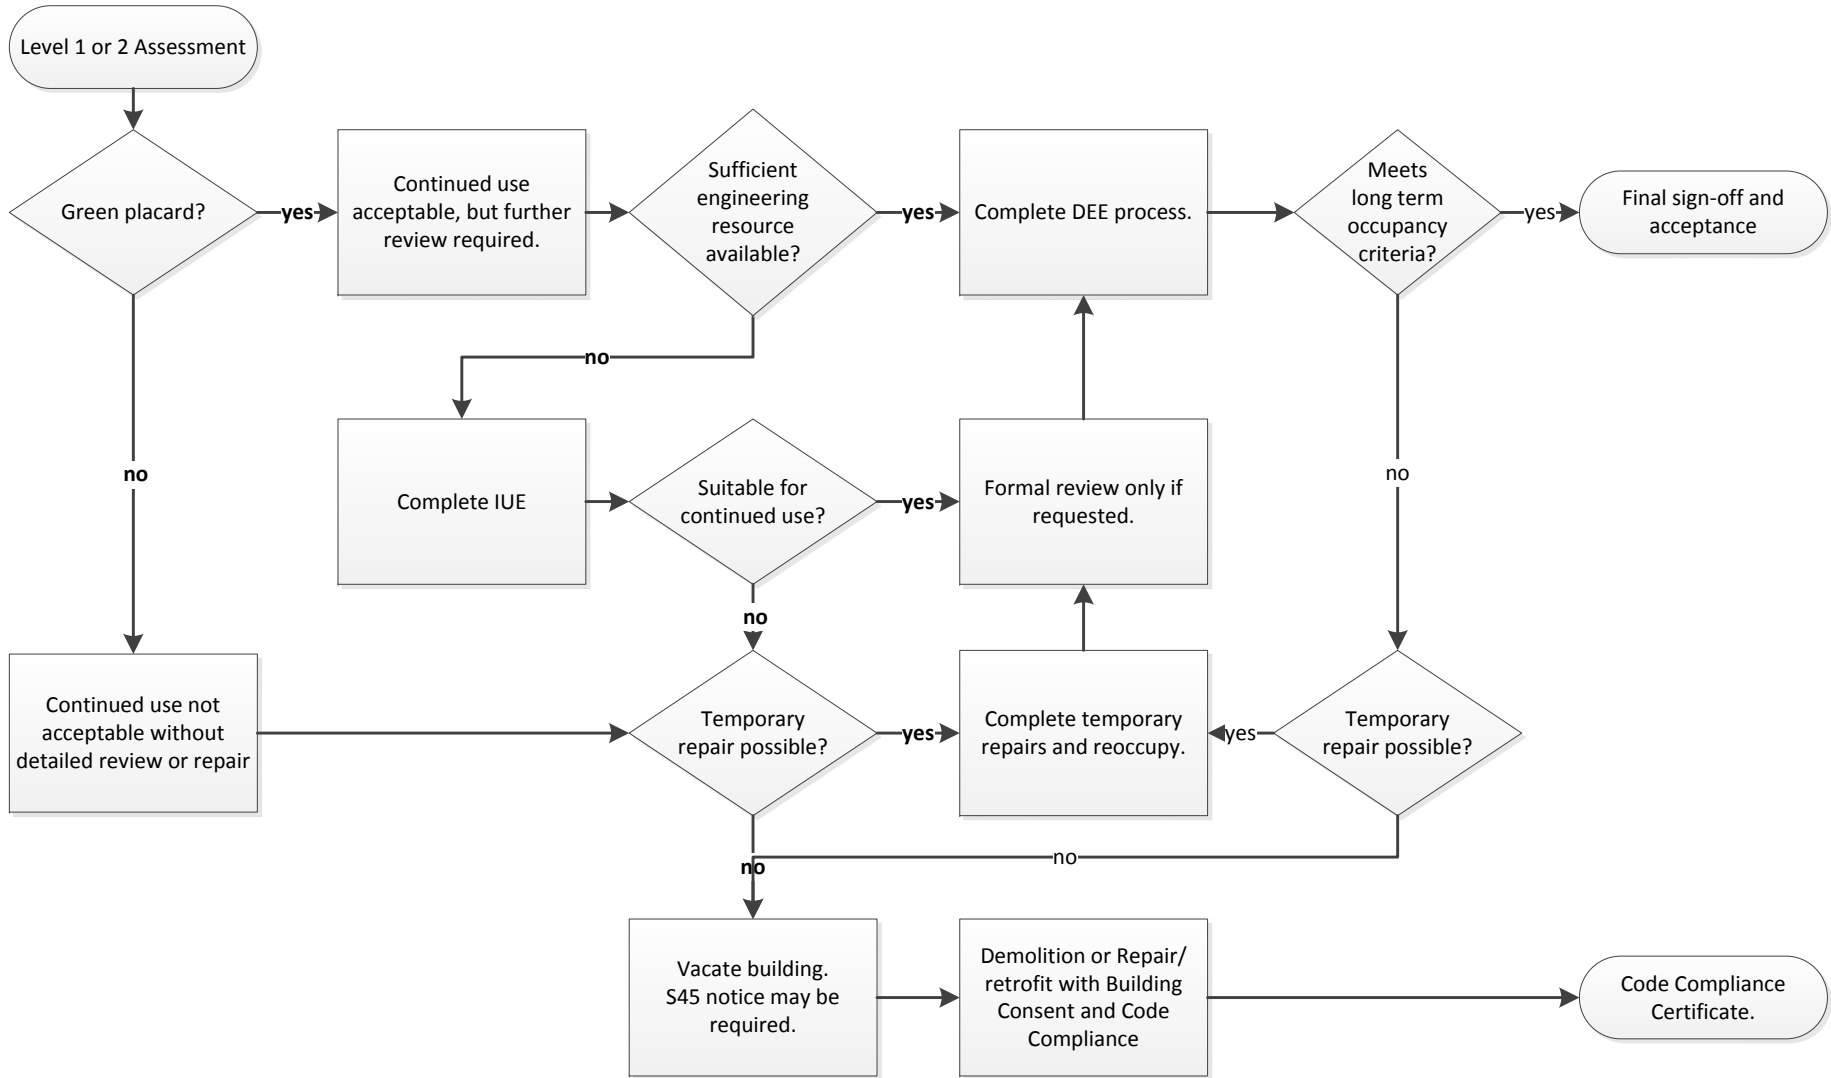 Level 1 or 2 Assessment
Green placard?
yes
Continued use
acceptable, but further
review required.
Sufficient
engineering
resource
available?
yes
Complete DEE process.
Meets
long term
occupancy
criteria?
yes
Final sign-off and
acceptance
no
no
no
Complete IUE
Suitable for
continued use?
yes
Formal review only if
requested.
no
Continued use not
acceptable without
detailed review or repair
Temporary
repair possible?
yes
Complete temporary
repairs and reoccupy.
yes
Temporary
repair possible?
no
no
Vacate building.
S45 notice may be
required.
Demolition or Repair/
retrofit with Building
Consent and Code
Compliance
Code Compliance
Certificate.